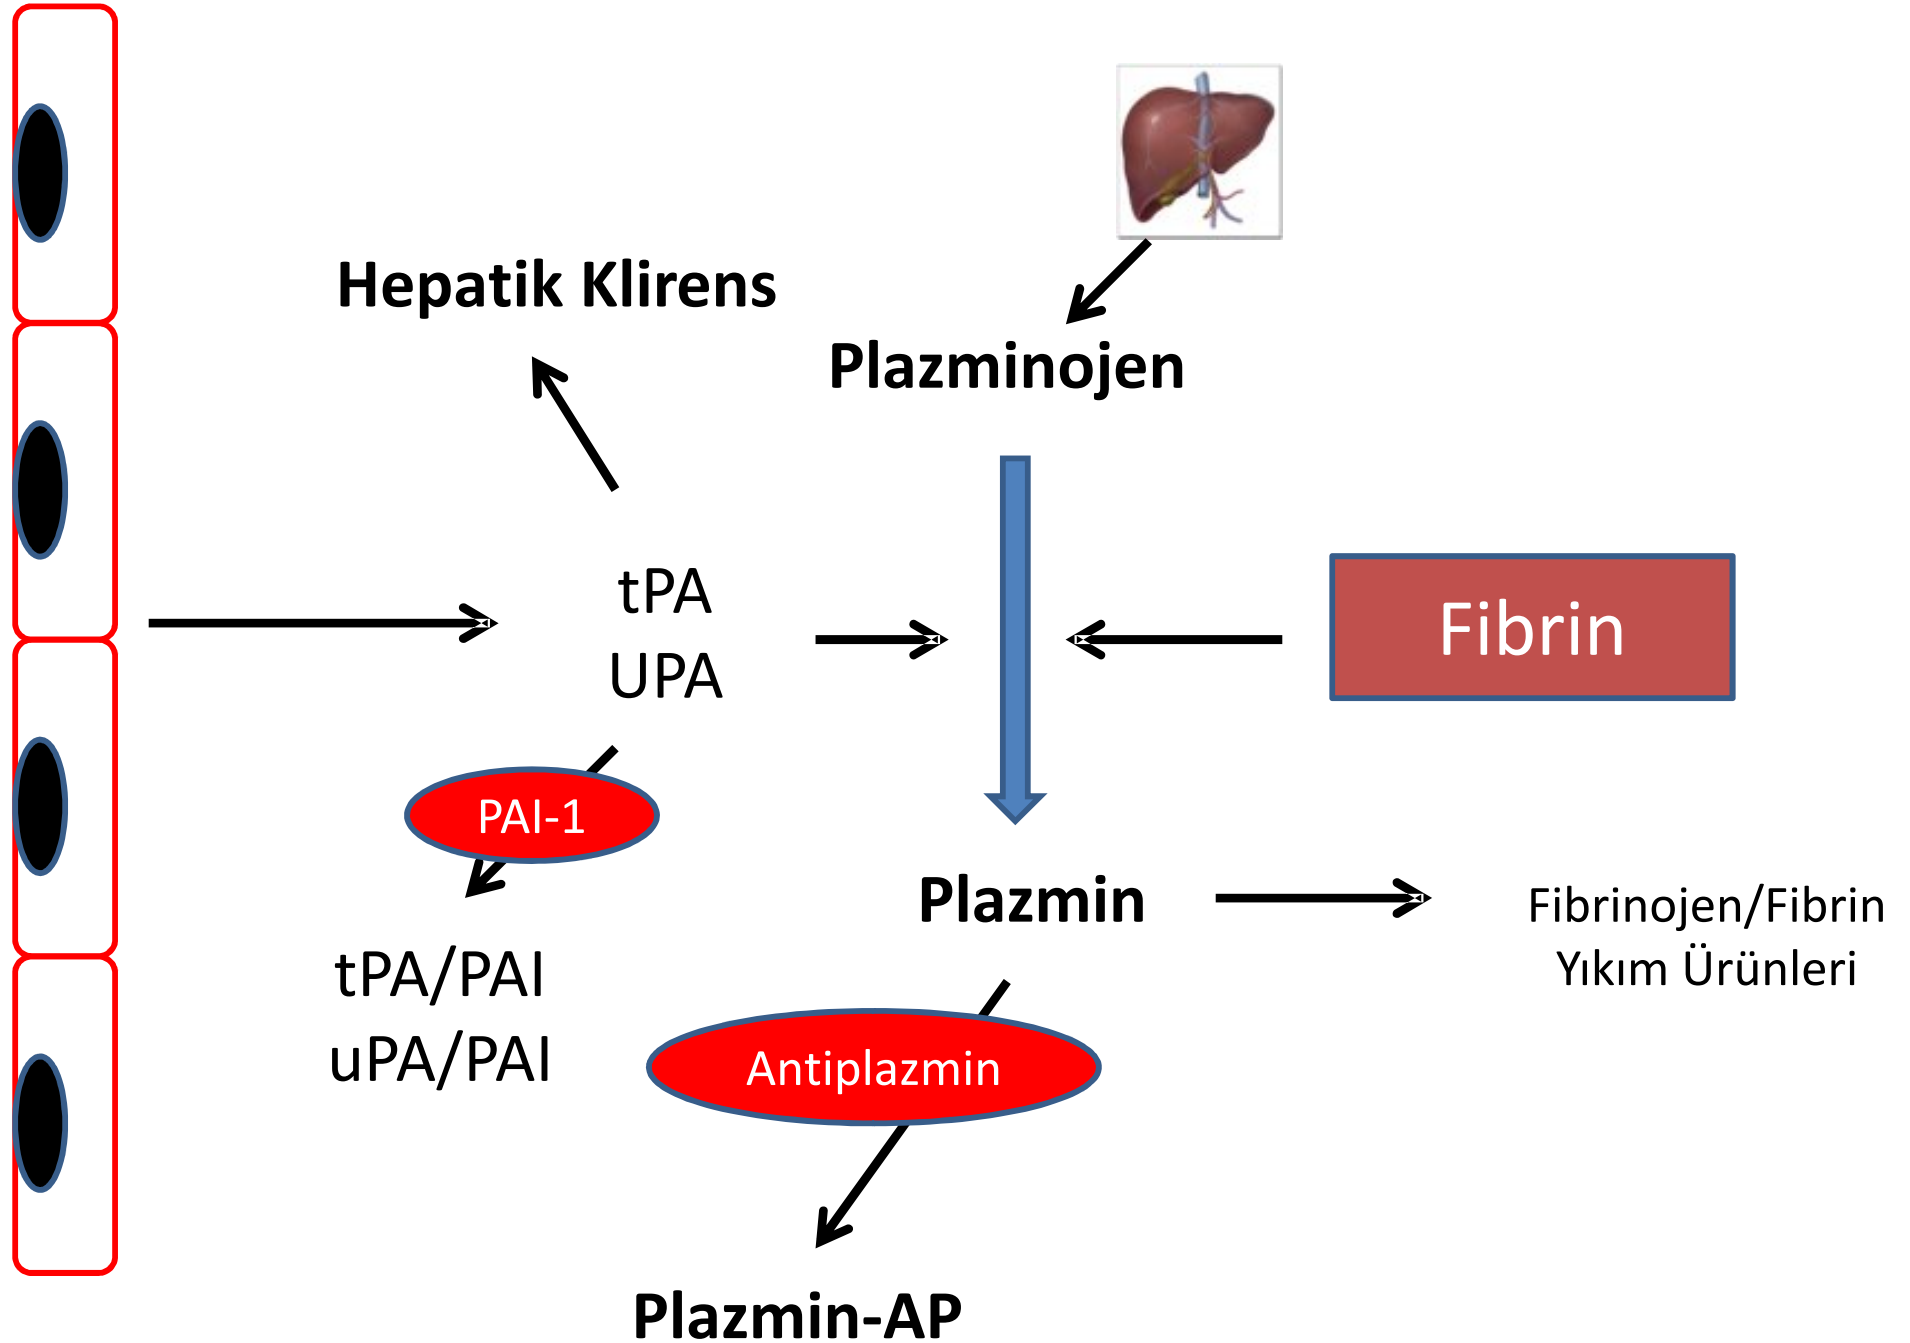 Hepatik Klirens
Plazminojen
tPA
UPA
Fibrin
PAI-1
Plazmin
Fibrinojen/Fibrin
Yıkım Ürünleri
tPA/PAI
uPA/PAI
Antiplazmin
Plazmin-AP